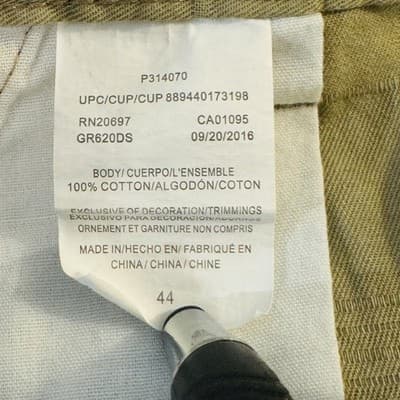 P314070
UPC/CUP/CUP 889440173198
RN20697 CA01095
GR620DS 09/20/2016
BODY/ CUERPO/L'ENSEMBLE
100% COTTON/ALGODÓN/COTON
EXCLUSIVE OF DECORATION/TRIMMINGS
EXCLUSIVO PARA DECORACIÓN/ADORNOS
ORNEMENT ET GARNITURE NON COMPRIS
MADE IN/HECHO EN/ FABRIQUÉ EN
CHINA / CHINA / CHINE
44